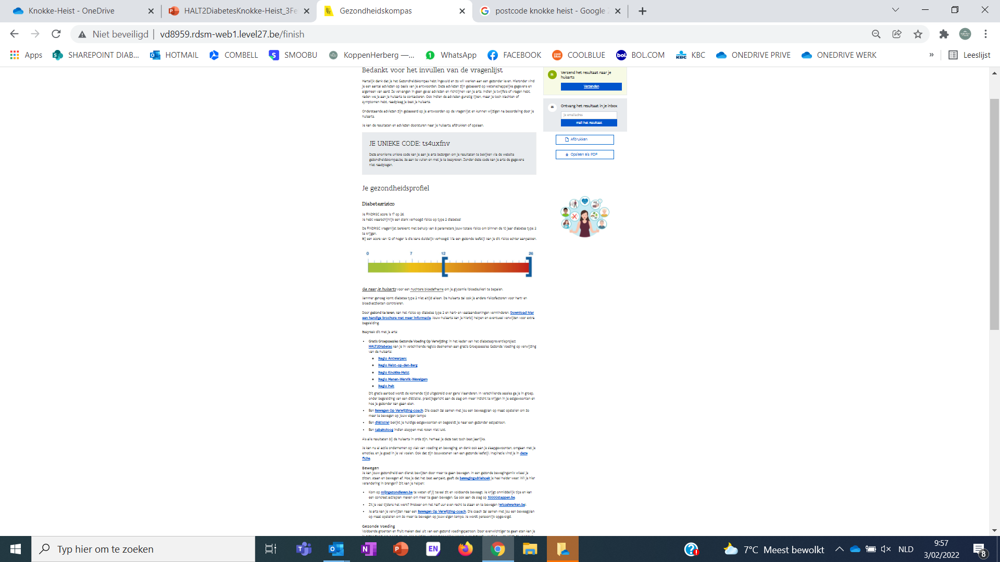 Knokke-Heist - OneDrive
HALT2DiabetesKnokke-Heist_3Fe
Gezondheidskompas
postcode knokke heist - Google Z
Niet beveiligd | vd8959.rdsm-web1.level27.be/finish
Apps
SHAREPOINT DIAB...
HOTMAIL
COMBELL
SMOOBU
KoppenHerberg —...
WhatsApp
FACEBOOK
COOLBLUE
BOL.COM
KBC
ONEDRIVE PRIVE
ONEDRIVE WERK
»
Leeslijst
Bedankt voor het invullen van de vragenlijst
Hartelijk dank dat je het Gezondheidskompas hebt ingevuld en zo wil werken aan een gezonder leven. Hieronder vind
je een aantal adviezen op basis van je antwoorden. Deze adviezen zijn gebaseerd op wetenschappelijke gegevens en
algemeen van aard. Ze vervangen in geen geval adviezen en richtlijnen van je arts. Indien je twijfels of vragen hebt,
raden we je aan je huisarts te contacteren. Ook indien de adviezen gunstig lijken, maar je toch klachten of
symptomen hebt, raadpleeg je best je huisarts.
Onderstaande adviezen zijn gebaseerd op je antwoorden op de vragenlijst en kunnen wijzigen na beoordeling door je
huisarts.
Je kan de resultaten en adviezen doorsturen naar je huisarts, afdrukken of opslaan.
JE UNIEKE CODE: ts4uxfnv
Deze anonieme unieke code kan je aan je arts bezorgen om je resultaten te bekijken via de website
gezondheidskompas.be, ze aan te vullen en met je te bespreken. Zonder deze code kan je arts de gegevens
niet raadplegen.
Verzend het resultaat naar je
huisarts
Verzenden
Ontvang het resultaat in je inbox
je emailadres
mail het resultaat
Afdrukken
Opslaan als PDF
Je gezondheidsprofiel
Diabetesrisico
Je FINDRISC score is 17 op 26.
Je hebt waarschijnlijk een sterk verhoogd risico op type 2 diabetes!
De FINDRISC vragenlijst berekent met behulp van 8 parameters jouw totale risico om binnen de 10 jaar diabetes type 2
te krijgen.
Bij een score van 12 of hoger is die kans duidelijk verhoogd. Via een gezonde leefstijl kan je dit risico echter aanpakken.
0 7 12 26
Ga naar je huisarts voor een nuchtere bloedafname om je glycemie (bloedsuiker) te bepalen.
Jammer genoeg komt diabetes type 2 niet altijd alleen. De huisarts zal ook je andere risicofactoren voor hart- en
bloedvatziekten controleren.
Door gezond te leven, kan het risico op diabetes type 2 en hart- en vaataandoeningen verminderen. Download hier
een handige brochure met meer informatie. Jouw huisarts kan je hierbij helpen en eventueel verwijzen voor extra
begeleiding.
Bespreek dit met je arts:
• Gratis Groepssessies Gezonde Voeding Op Verwijzing: in het kader van het diabetespreventieproject
HALT2Diabetes kan je in verschillende regio's deelnemen aan gratis Groepssessies Gezonde Voeding op verwijzing
van de huisarts:
• Regio Antwerpen:
• Regio Heist-op-den-Berg
• Regio Knokke-Heist
• Regio Menen-Wervik-Wevelgem
• Regio Pelt
Dit gratis aanbod wordt de komende tijd uitgebreid over gans Vlaanderen. In verschillende sessies ga je in groep,
onder begeleiding van een diëtist(e), praktijkgericht aan de slag om meer inzicht te krijgen in je eetgewoonten en
hoe je gezonder kan gaan eten.
• Een Bewegen Op Verwijzing-coach. Die coach zal samen met jou een beweegplan op maat opstellen om zo
meer te bewegen op jouw eigen tempo
• Een diëtist(e) bekijkt je huidige eetgewoonten en begeleidt je naar een gezonder eetpatroon.
• Een tabakoloog indien stoppen met roken niet lukt.
Als alle resultaten bij de huisarts in orde zijn, herhaal je deze test toch best jaarlijks.
Je kan nu al actie ondernemen op vlak van voeding en beweging, en denk ook aan je slaapgewoonten, omgaan met je
emoties, en je goed in je vel voelen. Ook dat zijn bouwstenen van een gezonde leefstijl. Inspiratie vind je in deze
fiche.
Bewegen
Je kan jouw gezondheid een dienst bewijzen door meer te gaan bewegen. In een gezonde bewegingsmix wissel je
zitten, staan en bewegen af. Hoe je dat het best aanpakt, geeft de bewegingsdriehoek je heel helder weer. Wil je hier
verandering in brengen? Dit kan je helpen:
• Kom op mijngezondleven.be te weten of jij teveel zit en voldoende beweegt. Je krijgt onmiddellijk tips en kan
een concreet actieplan maken om meer te gaan bewegen. Ga ook aan de slag op 10000stappen.be.
• Zit je veel tijdens het werk? Probeer om het half uur even recht te staan en te bewegen (wisselwerken.be).
• Je arts kan je verwijzen naar een Bewegen Op Verwijzing-coach. Die coach zal samen met jou een beweegplan
op maat opstellen om zo meer te bewegen op jouw eigen tempo. Je wordt persoonlijk opgevolgd.
Gezonde Voeding
Voldoende groenten en fruit maken deel uit van een gezond voedingspatroon. Door evenwichtiger te gaan eten kan je
Typ hier om te zoeken
EN
7°C Meest bewolkt
NLD
9:57
3/02/2022
8